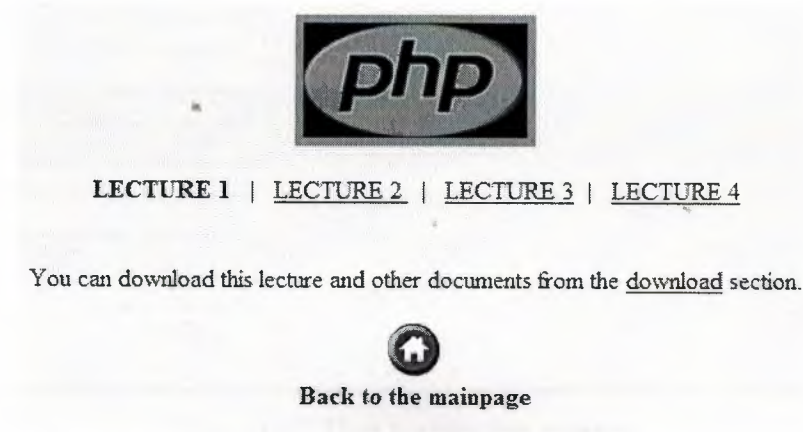 php
LECTURE 1 | LECTURE 2 | LECTURE 3 | LECTURE 4
You can download this lecture and other documents from the download section.
Back to the mainpage